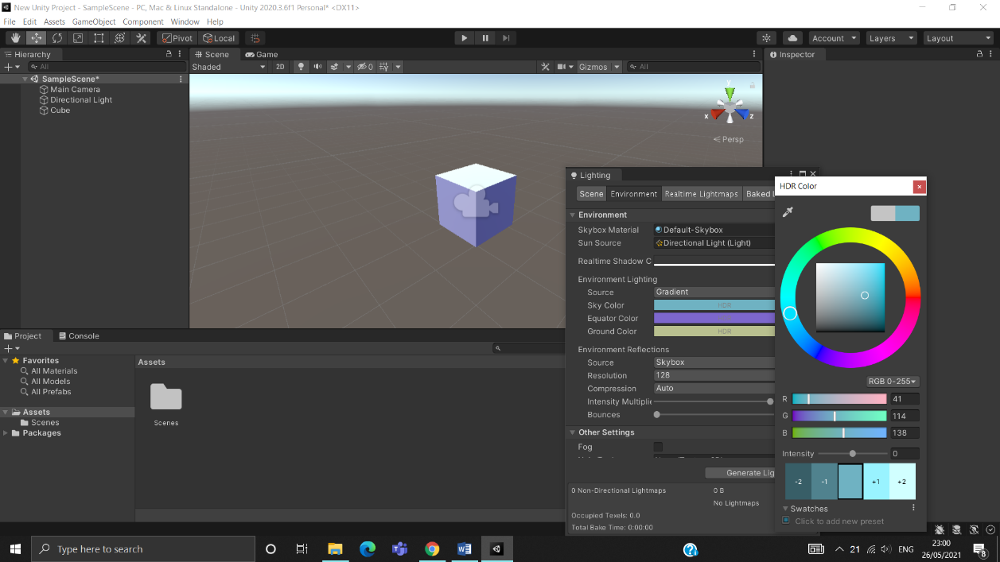 New Unity Project - SampleScene - PC, Mac & Linux Standalone - Unity 2020.3.6f1 Personal* <DX11>
File Edit Assets GameObject Component Window Help
Pivot Local Account Layers Layout
Hierarchy Scene Game Inspector
All Shaded 2D 0 Gizmos All
SampleScene*
Main Camera
Directional Light
Cube
y
x z
Persp
Lighting
Scene Environment Realtime Lightmaps Baked L
Environment
Skybox Material Default-Skybox
Sun Source Directional Light (Light)
Realtime Shadow C
Environment Lighting
Source Gradient
Sky Color HDR
Equator Color
Ground Color HDR
Environment Reflections
Source Skybox
Resolution 128
Compression Auto
Intensity Multiplie
Bounces
Other Settings
Fog
Generate Lig
0 Non-Directional Lightmaps 0 B
No Lightmaps
Occupied Texels: 0.0
Total Bake Time: 0:00:00
HDR Color
RGB 0-255
R 41
G 114
B 138
Intensity 0
-2 -1 +1 +2
Swatches
Click to add new preset
Project Console
Favorites
All Materials
All Models
All Prefabs
Assets
Scenes
Packages
Assets
Scenes
Type here to search
21 ENG
23:00
26/05/2021
8